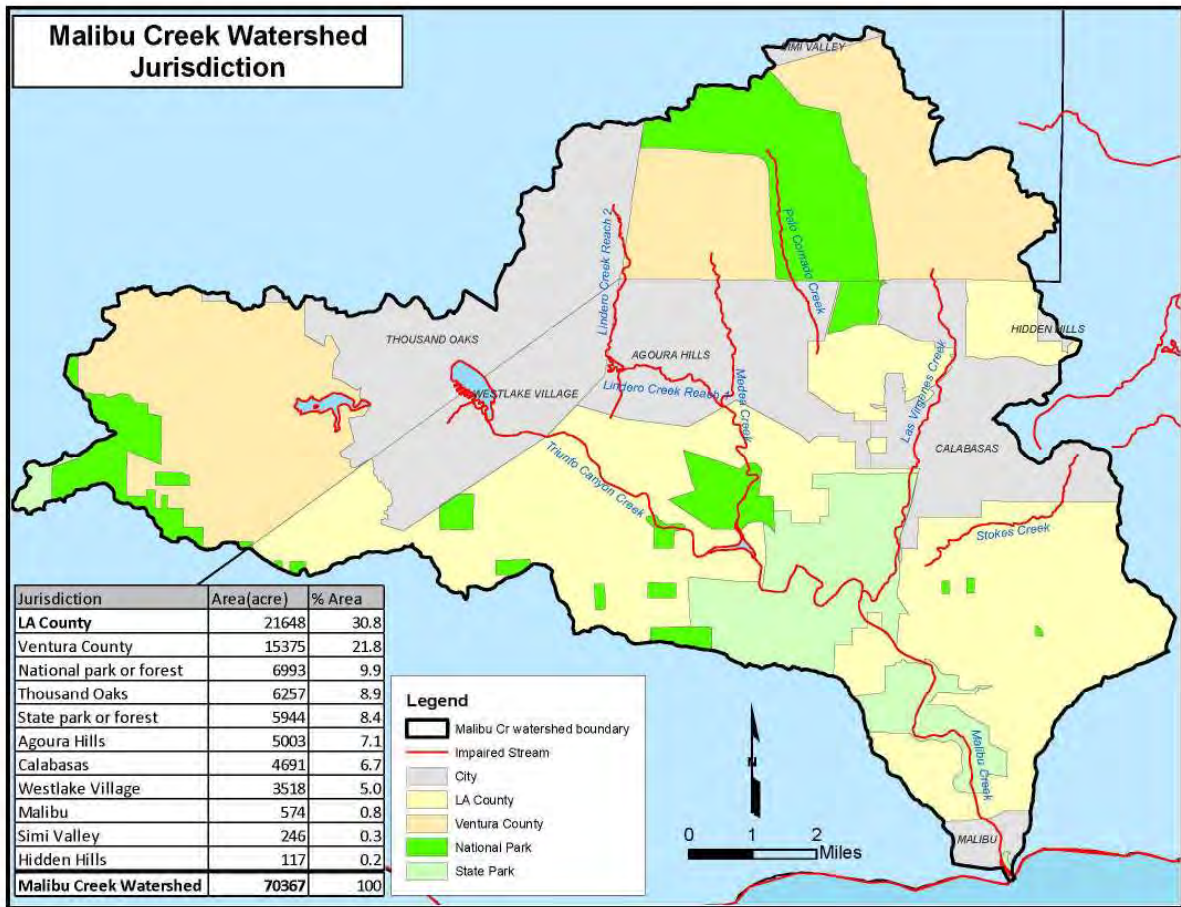 Malibu Creek Watershed
Jurisdiction
SIMI VALLEY
Lindero Creek Reach 2
Palo Comado Creek
THOUSAND OAKS
WESTLAKE VILLAGE
AGOURA HILLS
HIDDEN HILLS
Lindero Creek Reach 1
Medea Creek
Las Virgenes Creek
CALABASAS
Triunfo Canyon Creek
Stokes Creek
Malibu Creek
MALIBU
Jurisdiction Area(acre) % Area
LA County 21648 30.8
Ventura County 15375 21.8
National park or forest 6993 9.9
Thousand Oaks 6257 8.9
State park or forest 5944 8.4
Agoura Hills 5003 7.1
Calabasas 4691 6.7
Westlake Village 3518 5.0
Malibu 574 0.8
Simi Valley 246 0.3
Hidden Hills 117 0.2
Malibu Creek Watershed 70367 100
Legend
Malibu Cr watershed boundary
Impaired Stream
City
LA County
Ventura County
National Park
State Park
N
0 1 2
Miles